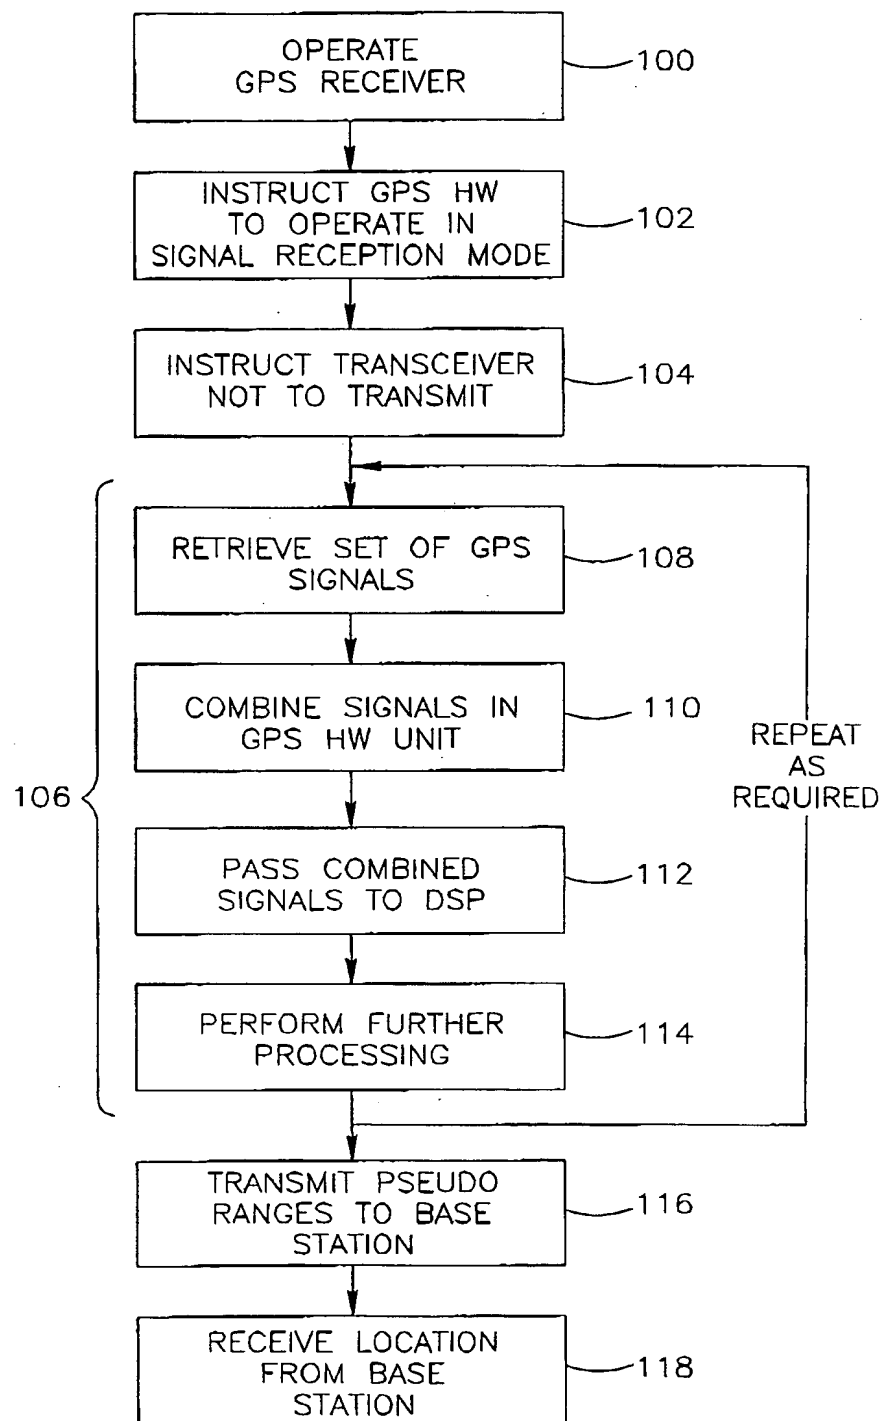 OPERATE
GPS RECEIVER
100
INSTRUCT GPS HW
TO OPERATE IN
SIGNAL RECEPTION MODE
102
INSTRUCT TRANSCEIVER
NOT TO TRANSMIT
104
106
RETRIEVE SET OF GPS
SIGNALS
108
COMBINE SIGNALS IN
GPS HW UNIT
110
REPEAT
AS
REQUIRED
PASS COMBINED
SIGNALS TO DSP
112
PERFORM FURTHER
PROCESSING
114
TRANSMIT PSEUDO
RANGES TO BASE
STATION
116
RECEIVE LOCATION
FROM BASE
STATION
118